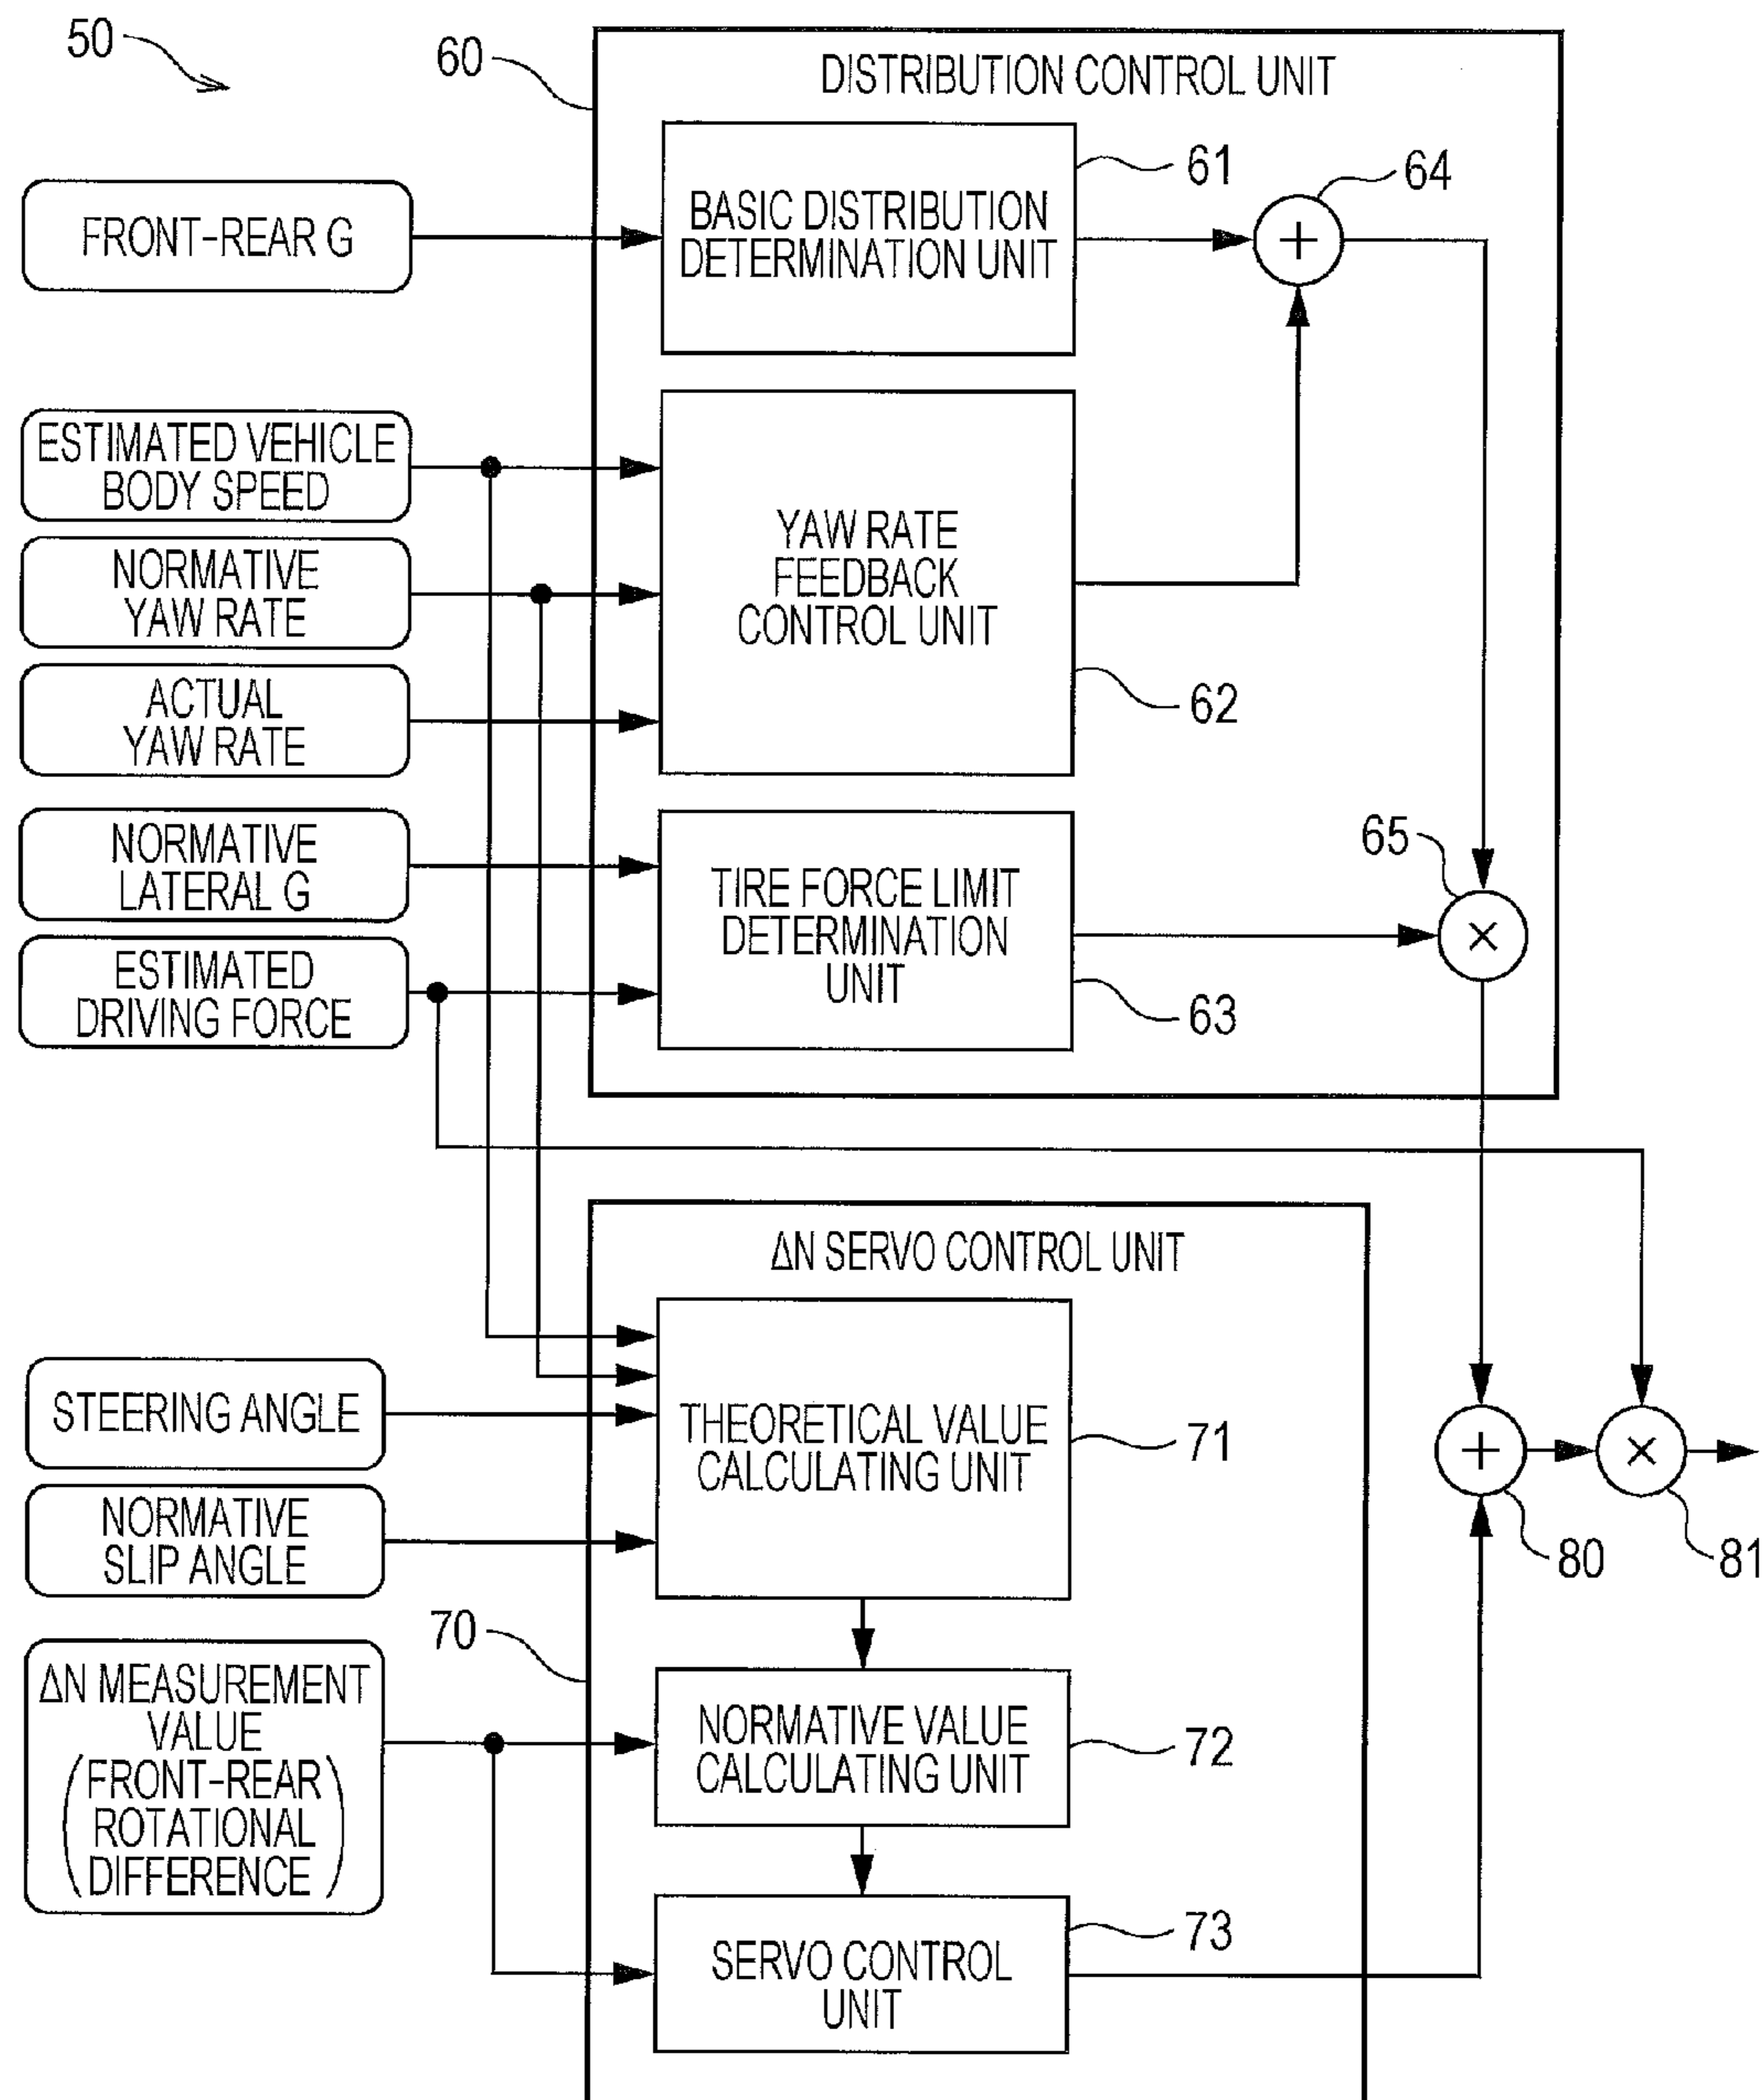 50
60
DISTRIBUTION CONTROL UNIT
FRONT-REAR G
BASIC DISTRIBUTION
DETERMINATION UNIT
61
+
64
ESTIMATED VEHICLE
BODY SPEED
NORMATIVE
YAW RATE
ACTUAL
YAW RATE
YAW RATE
FEEDBACK
CONTROL UNIT
62
NORMATIVE
LATERAL G
ESTIMATED
DRIVING FORCE
TIRE FORCE LIMIT
DETERMINATION
UNIT
63
65
×
ΔN SERVO CONTROL UNIT
STEERING ANGLE
NORMATIVE
SLIP ANGLE
THEORETICAL VALUE
CALCULATING UNIT
71
+
×
80
81
70
ΔN MEASUREMENT
VALUE
(FRONT-REAR
ROTATIONAL
DIFFERENCE)
NORMATIVE VALUE
CALCULATING UNIT
72
SERVO CONTROL
UNIT
73